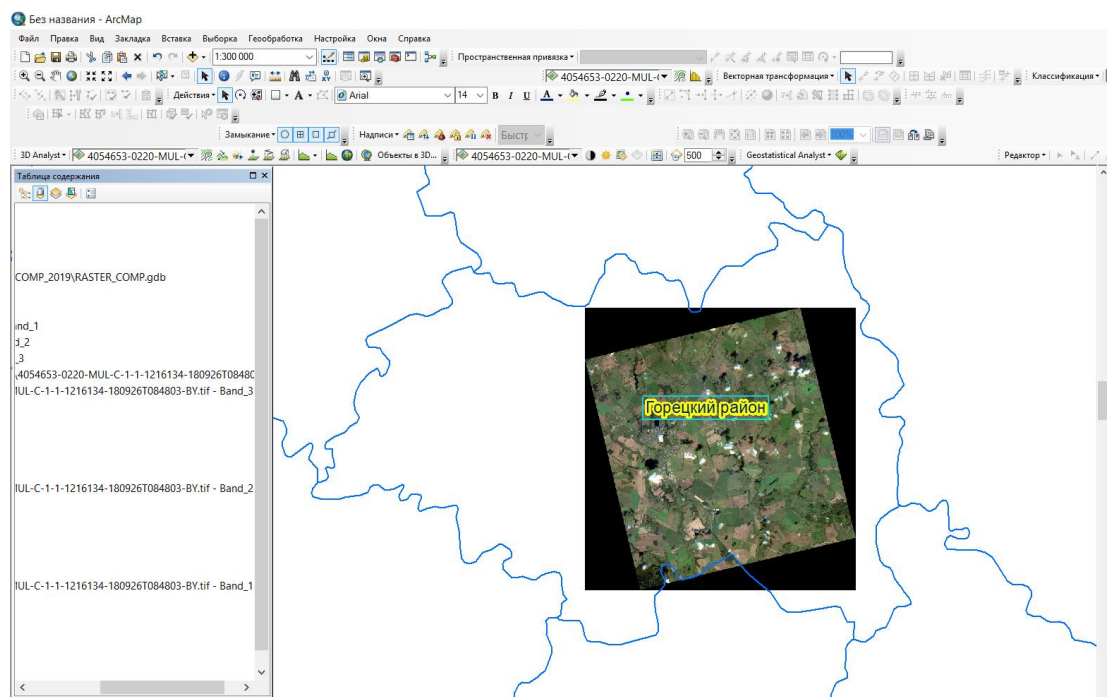 Без названия - ArcMap
Файл Правка Вид Закладка Вставка Выборка Геообработка Настройка Окна Справка
1:300 000 Пространственная привязка
4054653-0220-MUL-( Векторная трансформация Классификация
Действия A Arial 14 B I U A
Замыкание Надписи Быстр 100%
3D Analyst 4054653-0220-MUL-( Объекты в 3D... 4054653-0220-MUL-( 500 Geostatistical Analyst Редактор
Таблица содержания
COMP_2019\RASTER_COMP.gdb
nd_1
d_2
_3
4054653-0220-MUL-C-1-1-1216134-180926T0848
IUL-C-1-1-1216134-180926T084803-BY.tif - Band_3
Горецкий район
IUL-C-1-1-1216134-180926T084803-BY.tif - Band_2
IUL-C-1-1-1216134-180926T084803-BY.tif - Band_1